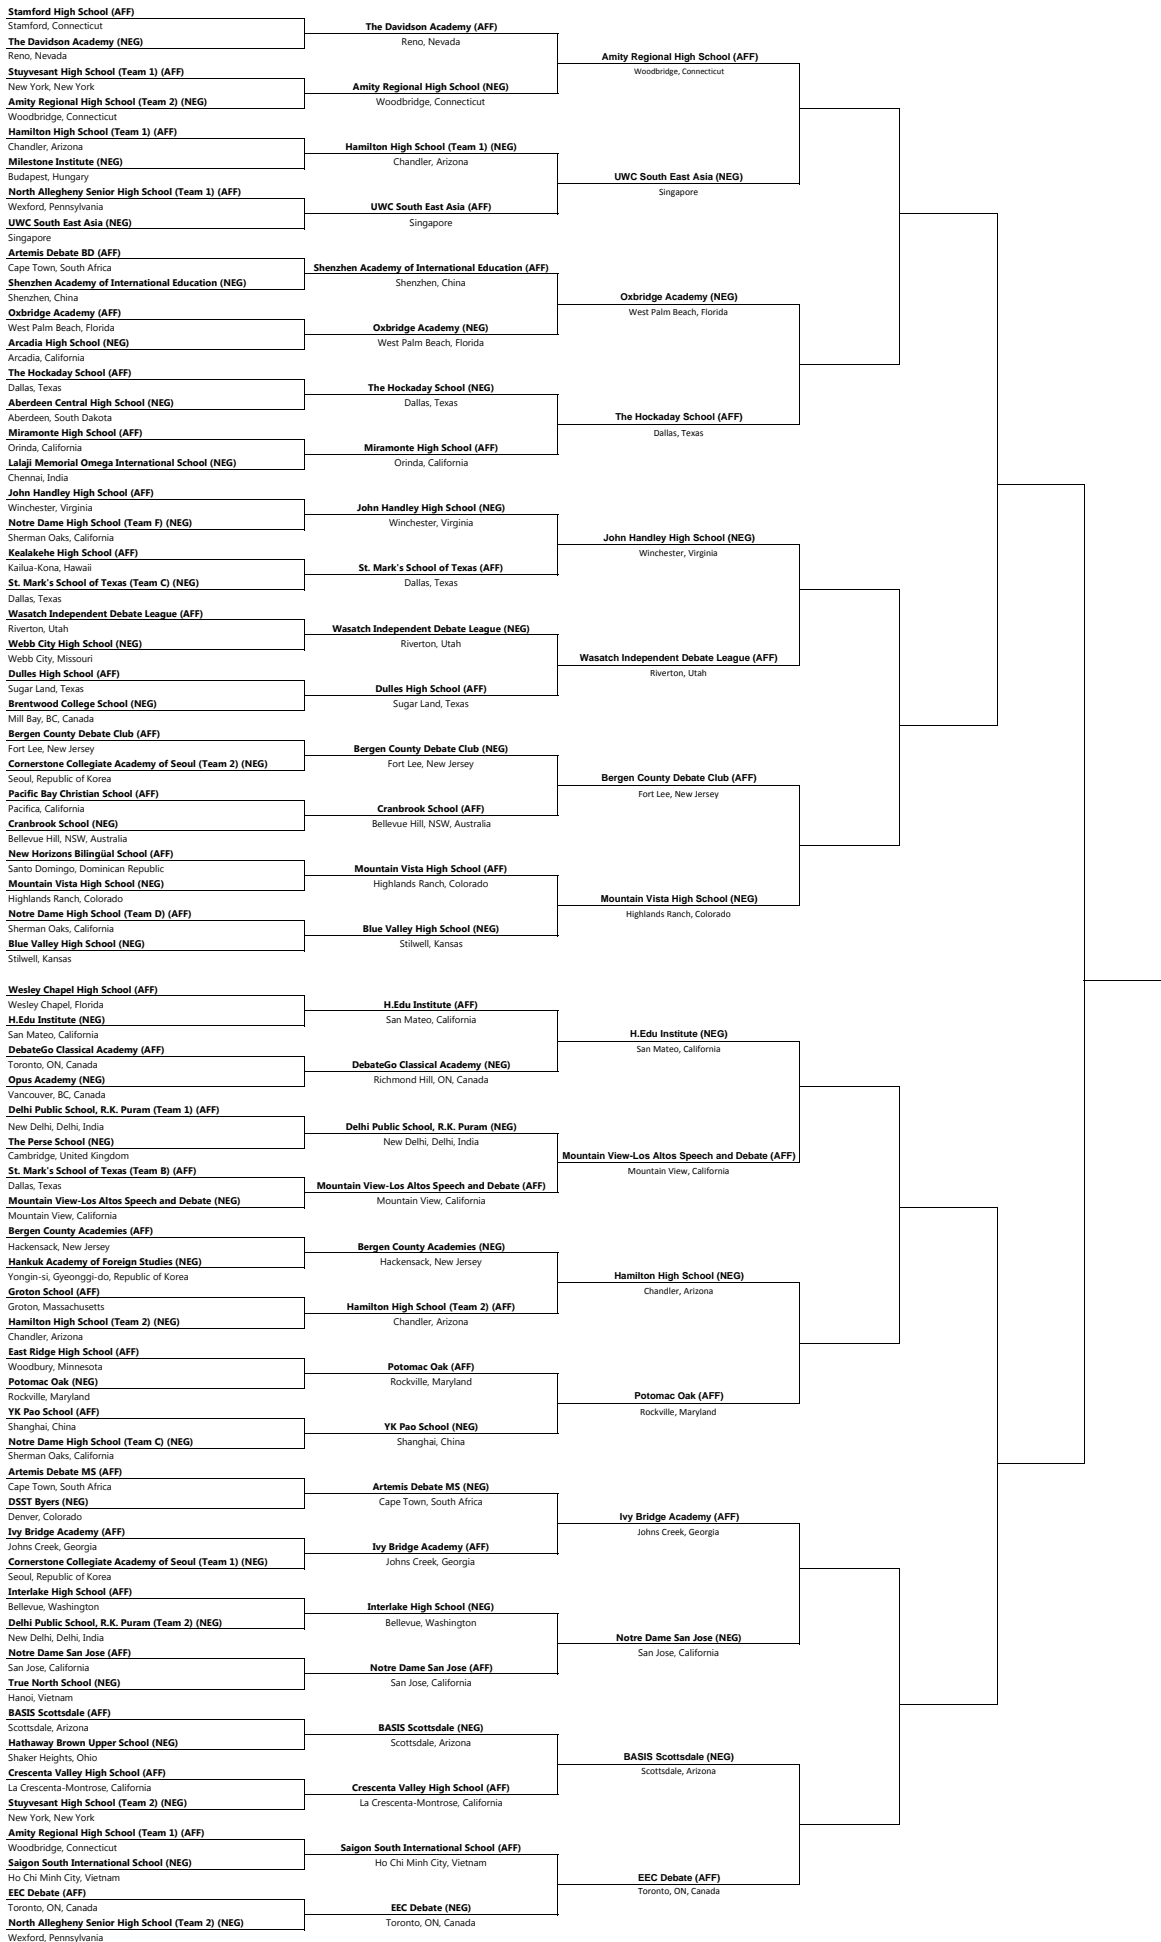 Stamford High School (AFF)
Stamford, Connecticut
The Davidson Academy (NEG)
Reno, Nevada
Stuyvesant High School (Team 1) (AFF)
New York, New York
Amity Regional High School (Team 2) (NEG)
Woodbridge, Connecticut
Hamilton High School (Team 1) (AFF)
Chandler, Arizona
Milestone Institute (NEG)
Budapest, Hungary
North Allegheny Senior High School (Team 1) (AFF)
Wexford, Pennsylvania
UWC South East Asia (NEG)
Singapore
Artemis Debate BD (AFF)
Cape Town, South Africa
Shenzhen Academy of International Education (NEG)
Shenzhen, China
Oxbridge Academy (AFF)
West Palm Beach, Florida
Arcadia High School (NEG)
Arcadia, California
The Hockaday School (AFF)
Dallas, Texas
Aberdeen Central High School (NEG)
Aberdeen, South Dakota
Miramonte High School (AFF)
Orinda, California
Lalaji Memorial Omega International School (NEG)
Chennai, India
John Handley High School (AFF)
Winchester, Virginia
Notre Dame High School (Team F) (NEG)
Sherman Oaks, California
Kealakehe High School (AFF)
Kailua-Kona, Hawaii
St. Mark's School of Texas (Team C) (NEG)
Dallas, Texas
Wasatch Independent Debate League (AFF)
Riverton, Utah
Webb City High School (NEG)
Webb City, Missouri
Dulles High School (AFF)
Sugar Land, Texas
Brentwood College School (NEG)
Mill Bay, BC, Canada
Bergen County Debate Club (AFF)
Fort Lee, New Jersey
Cornerstone Collegiate Academy of Seoul (Team 2) (NEG)
Seoul, Republic of Korea
Pacific Bay Christian School (AFF)
Pacifica, California
Cranbrook School (NEG)
Bellevue Hill, NSW, Australia
New Horizons Bilingüal School (AFF)
Santo Domingo, Dominican Republic
Mountain Vista High School (NEG)
Highlands Ranch, Colorado
Notre Dame High School (Team D) (AFF)
Sherman Oaks, California
Blue Valley High School (NEG)
Stilwell, Kansas
Wesley Chapel High School (AFF)
Wesley Chapel, Florida
H.Edu Institute (NEG)
San Mateo, California
DebateGo Classical Academy (AFF)
Toronto, ON, Canada
Opus Academy (NEG)
Vancouver, BC, Canada
Delhi Public School, R.K. Puram (Team 1) (AFF)
New Delhi, Delhi, India
The Perse School (NEG)
Cambridge, United Kingdom
St. Mark's School of Texas (Team B) (AFF)
Dallas, Texas
Mountain View-Los Altos Speech and Debate (NEG)
Mountain View, California
Bergen County Academies (AFF)
Hackensack, New Jersey
Hankuk Academy of Foreign Studies (NEG)
Yongin-si, Gyeonggi-do, Republic of Korea
Groton School (AFF)
Groton, Massachusetts
Hamilton High School (Team 2) (NEG)
Chandler, Arizona
East Ridge High School (AFF)
Woodbury, Minnesota
Potomac Oak (NEG)
Rockville, Maryland
YK Pao School (AFF)
Shanghai, China
Notre Dame High School (Team C) (NEG)
Sherman Oaks, California
Artemis Debate MS (AFF)
Cape Town, South Africa
DSST Byers (NEG)
Denver, Colorado
Ivy Bridge Academy (AFF)
Johns Creek, Georgia
Cornerstone Collegiate Academy of Seoul (Team 1) (NEG)
Seoul, Republic of Korea
Interlake High School (AFF)
Bellevue, Washington
Delhi Public School, R.K. Puram (Team 2) (NEG)
New Delhi, Delhi, India
Notre Dame San Jose (AFF)
San Jose, California
True North School (NEG)
Hanoi, Vietnam
BASIS Scottsdale (AFF)
Scottsdale, Arizona
Hathaway Brown Upper School (NEG)
Shaker Heights, Ohio
Crescenta Valley High School (AFF)
La Crescenta-Montrose, California
Stuyvesant High School (Team 2) (NEG)
New York, New York
Amity Regional High School (Team 1) (AFF)
Woodbridge, Connecticut
Saigon South International School (NEG)
Ho Chi Minh City, Vietnam
EEC Debate (AFF)
Toronto, ON, Canada
North Allegheny Senior High School (Team 2) (NEG)
Wexford, Pennsylvania
The Davidson Academy (AFF)
Reno, Nevada
Amity Regional High School (NEG)
Woodbridge, Connecticut
Hamilton High School (Team 1) (NEG)
Chandler, Arizona
UWC South East Asia (AFF)
Singapore
Shenzhen Academy of International Education (AFF)
Shenzhen, China
Oxbridge Academy (NEG)
West Palm Beach, Florida
The Hockaday School (NEG)
Dallas, Texas
Miramonte High School (AFF)
Orinda, California
John Handley High School (NEG)
Winchester, Virginia
St. Mark's School of Texas (AFF)
Dallas, Texas
Wasatch Independent Debate League (NEG)
Riverton, Utah
Dulles High School (AFF)
Sugar Land, Texas
Bergen County Debate Club (NEG)
Fort Lee, New Jersey
Cranbrook School (AFF)
Bellevue Hill, NSW, Australia
Mountain Vista High School (AFF)
Highlands Ranch, Colorado
Blue Valley High School (NEG)
Stilwell, Kansas
H.Edu Institute (AFF)
San Mateo, California
DebateGo Classical Academy (NEG)
Richmond Hill, ON, Canada
Delhi Public School, R.K. Puram (NEG)
New Delhi, Delhi, India
Mountain View-Los Altos Speech and Debate (AFF)
Mountain View, California
Bergen County Academies (NEG)
Hackensack, New Jersey
Hamilton High School (Team 2) (AFF)
Chandler, Arizona
Potomac Oak (AFF)
Rockville, Maryland
YK Pao School (NEG)
Shanghai, China
Artemis Debate MS (NEG)
Cape Town, South Africa
Ivy Bridge Academy (AFF)
Johns Creek, Georgia
Interlake High School (NEG)
Bellevue, Washington
Notre Dame San Jose (AFF)
San Jose, California
BASIS Scottsdale (NEG)
Scottsdale, Arizona
Crescenta Valley High School (AFF)
La Crescenta-Montrose, California
Saigon South International School (AFF)
Ho Chi Minh City, Vietnam
EEC Debate (NEG)
Toronto, ON, Canada
Amity Regional High School (AFF)
Woodbridge, Connecticut
UWC South East Asia (NEG)
Singapore
Oxbridge Academy (NEG)
West Palm Beach, Florida
The Hockaday School (AFF)
Dallas, Texas
John Handley High School (NEG)
Winchester, Virginia
Wasatch Independent Debate League (AFF)
Riverton, Utah
Bergen County Debate Club (AFF)
Fort Lee, New Jersey
Mountain Vista High School (NEG)
Highlands Ranch, Colorado
H.Edu Institute (NEG)
San Mateo, California
Mountain View-Los Altos Speech and Debate (AFF)
Mountain View, California
Hamilton High School (NEG)
Chandler, Arizona
Potomac Oak (AFF)
Rockville, Maryland
Ivy Bridge Academy (AFF)
Johns Creek, Georgia
Notre Dame San Jose (NEG)
San Jose, California
BASIS Scottsdale (NEG)
Scottsdale, Arizona
EEC Debate (AFF)
Toronto, ON, Canada